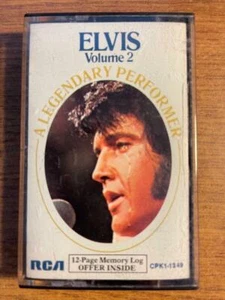 ELVIS
Volume 2
A LEGENDARY PERFORMER
RCA
12-Page Memory Log
OFFER INSIDE
CPK1-1349